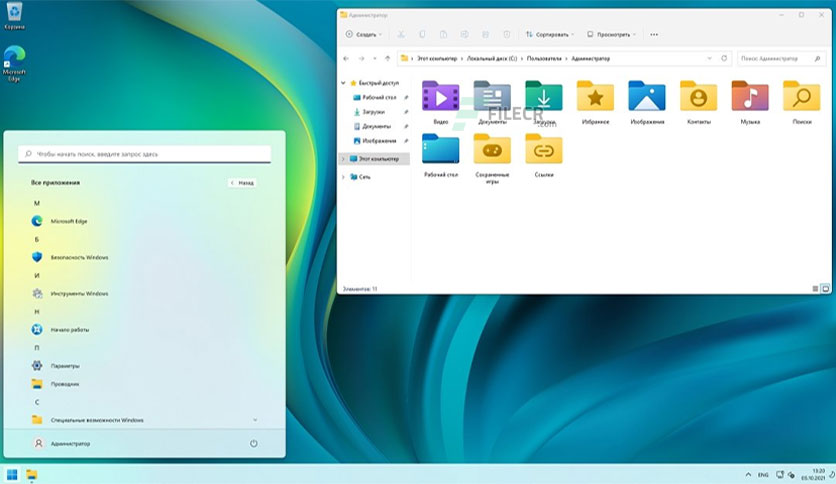 Корзина
Microsoft
Edge
Чтобы начать поиск, введите запрос здесь
Все приложения
Назад
M
Microsoft Edge
Б
Безопасность Windows
И
Инструменты Windows
Н
Начало работы
П
Параметры
Проводник
С
Специальные возможности Windows
Администратор
Администратор
Создать
Сортировать
Просмотреть
Этот компьютер
Локальный диск (C:)
Пользователи
Администратор
Поиск: Администратор
Быстрый доступ
Рабочий стол
Загрузки
Документы
Изображения
Этот компьютер
Сеть
FILECR
.com
Видео
Документы
Загрузки
Избранное
Изображения
Контакты
Музыка
Поиски
Рабочий стол
Сохраненные
игры
Ссылки
Элементов: 11
ENG
13:20
03.10.2021